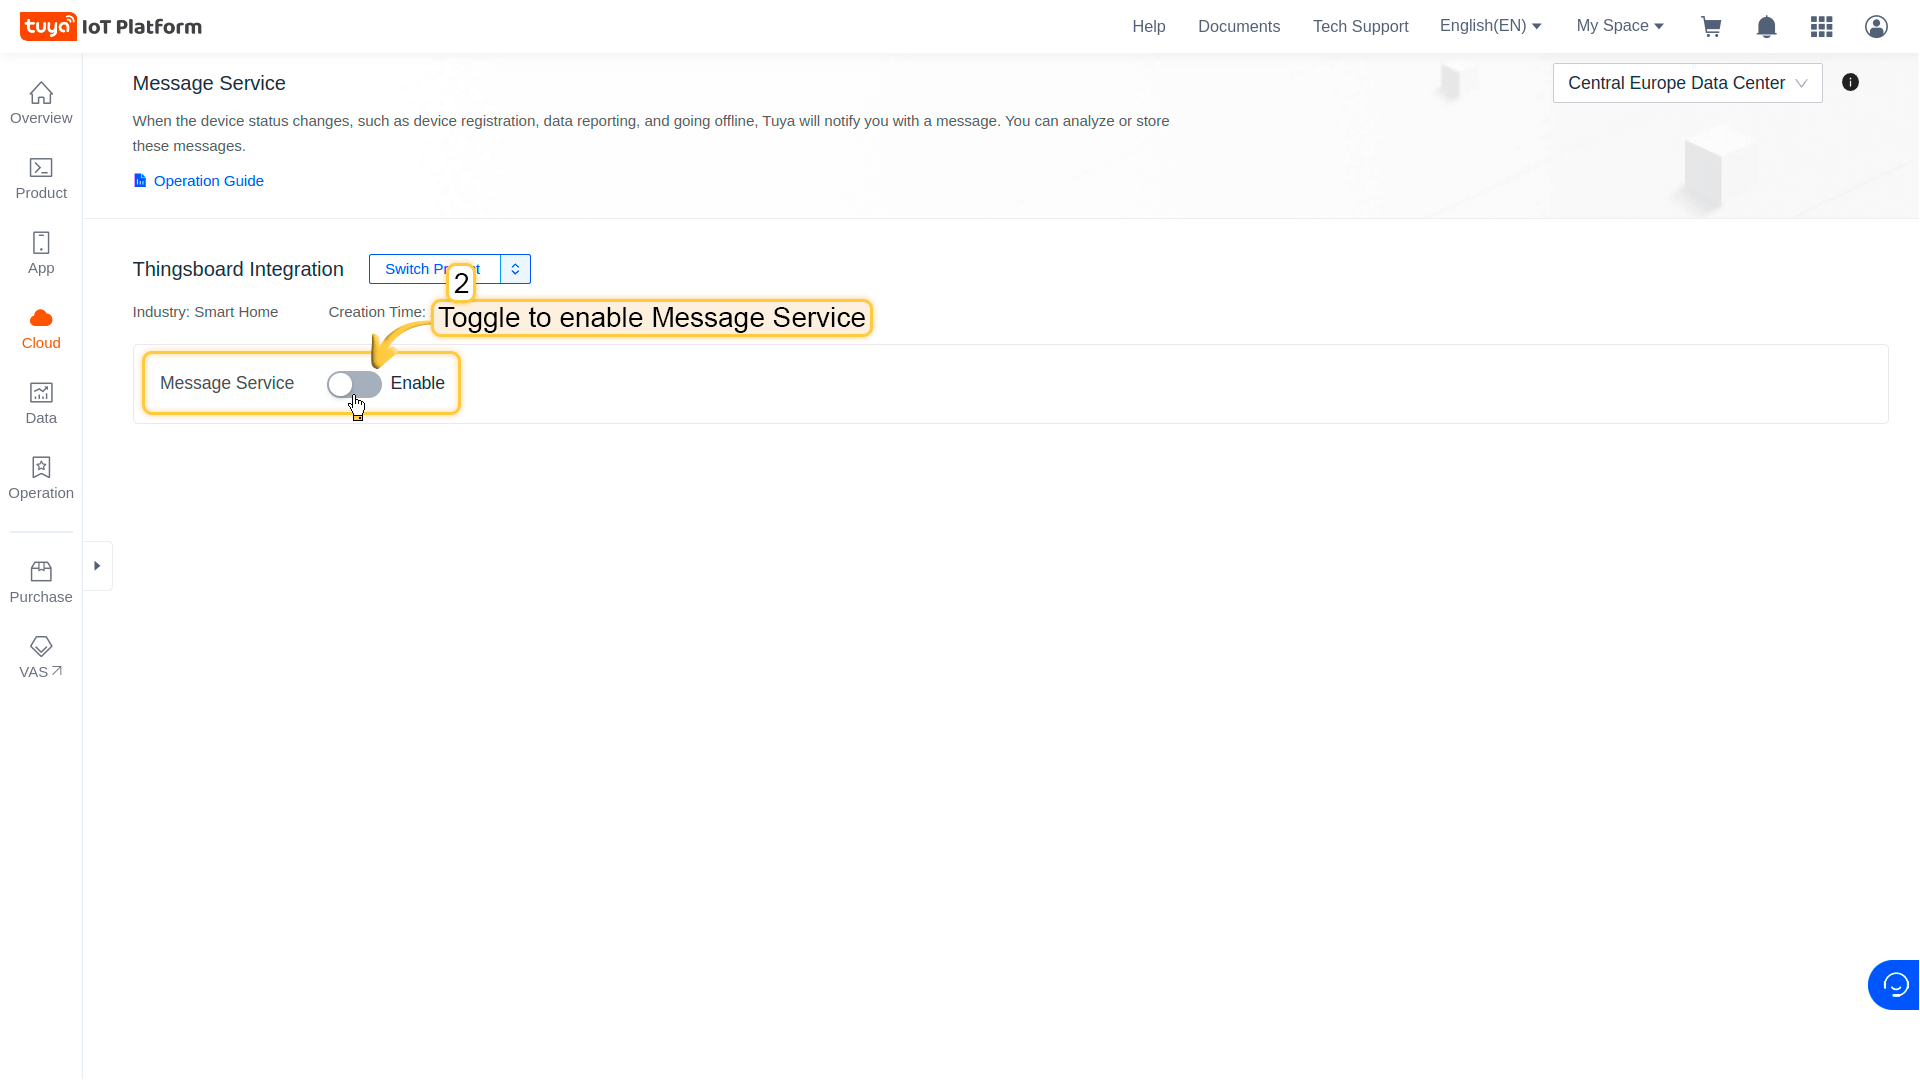 tuya IoT Platform
Help
Documents
Tech Support
English(EN)
My Space
Overview
Product
App
Cloud
Data
Operation
Purchase
VAS
Message Service
Central Europe Data Center
When the device status changes, such as device registration, data reporting, and going offline, Tuya will notify you with a message. You can analyze or store
these messages.
Operation Guide
Thingsboard Integration
Switch
2
Industry: Smart Home
Creation Time:
Toggle to enable Message Service
Message Service
Enable